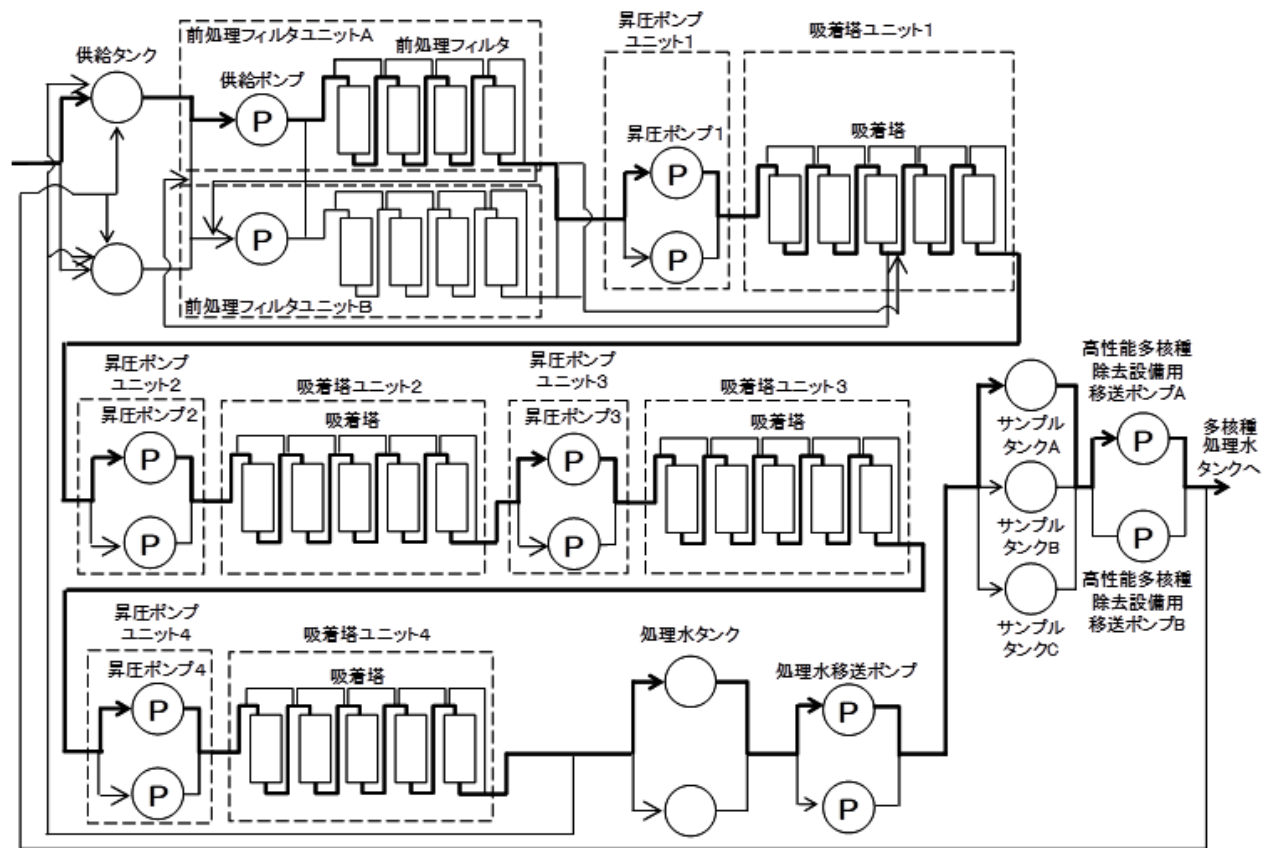 供給タンク
前処理フィルタユニットA
前処理フィルタ
供給ポンプ
P
P
前処理フィルタユニットB
昇圧ポンプ
ユニット1
昇圧ポンプ1
P
P
吸着塔ユニット1
吸着塔
昇圧ポンプ
ユニット2
昇圧ポンプ2
P
P
吸着塔ユニット2
吸着塔
昇圧ポンプ
ユニット3
昇圧ポンプ3
P
P
吸着塔ユニット3
吸着塔
サンプル
タンクA
サンプル
タンクB
サンプル
タンクC
高性能多核種
除去設備用
移送ポンプA
P
P
高性能多核種
除去設備用
移送ポンプB
多核種
処理水
タンクへ
昇圧ポンプ
ユニット4
昇圧ポンプ4
P
P
吸着塔ユニット4
吸着塔
処理水タンク
処理水移送ポンプ
P
P